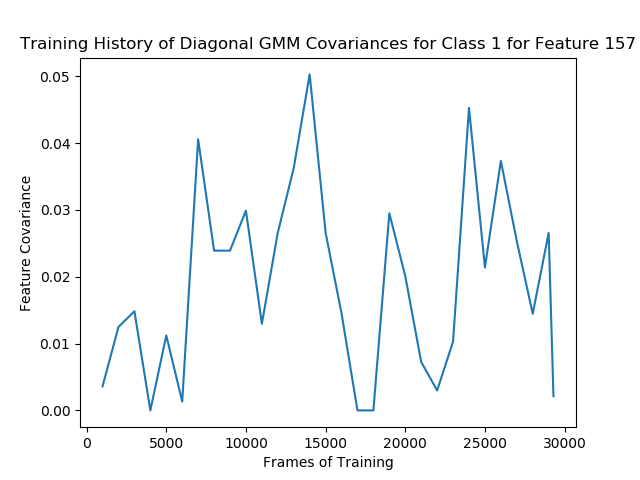 Training History of Diagonal GMM Covariances for Class 1 for Feature 157
0.05
0.04
0.03
0.02
0.01
0.00
Feature Covariance
0 5000 10000 15000 20000 25000 30000
Frames of Training